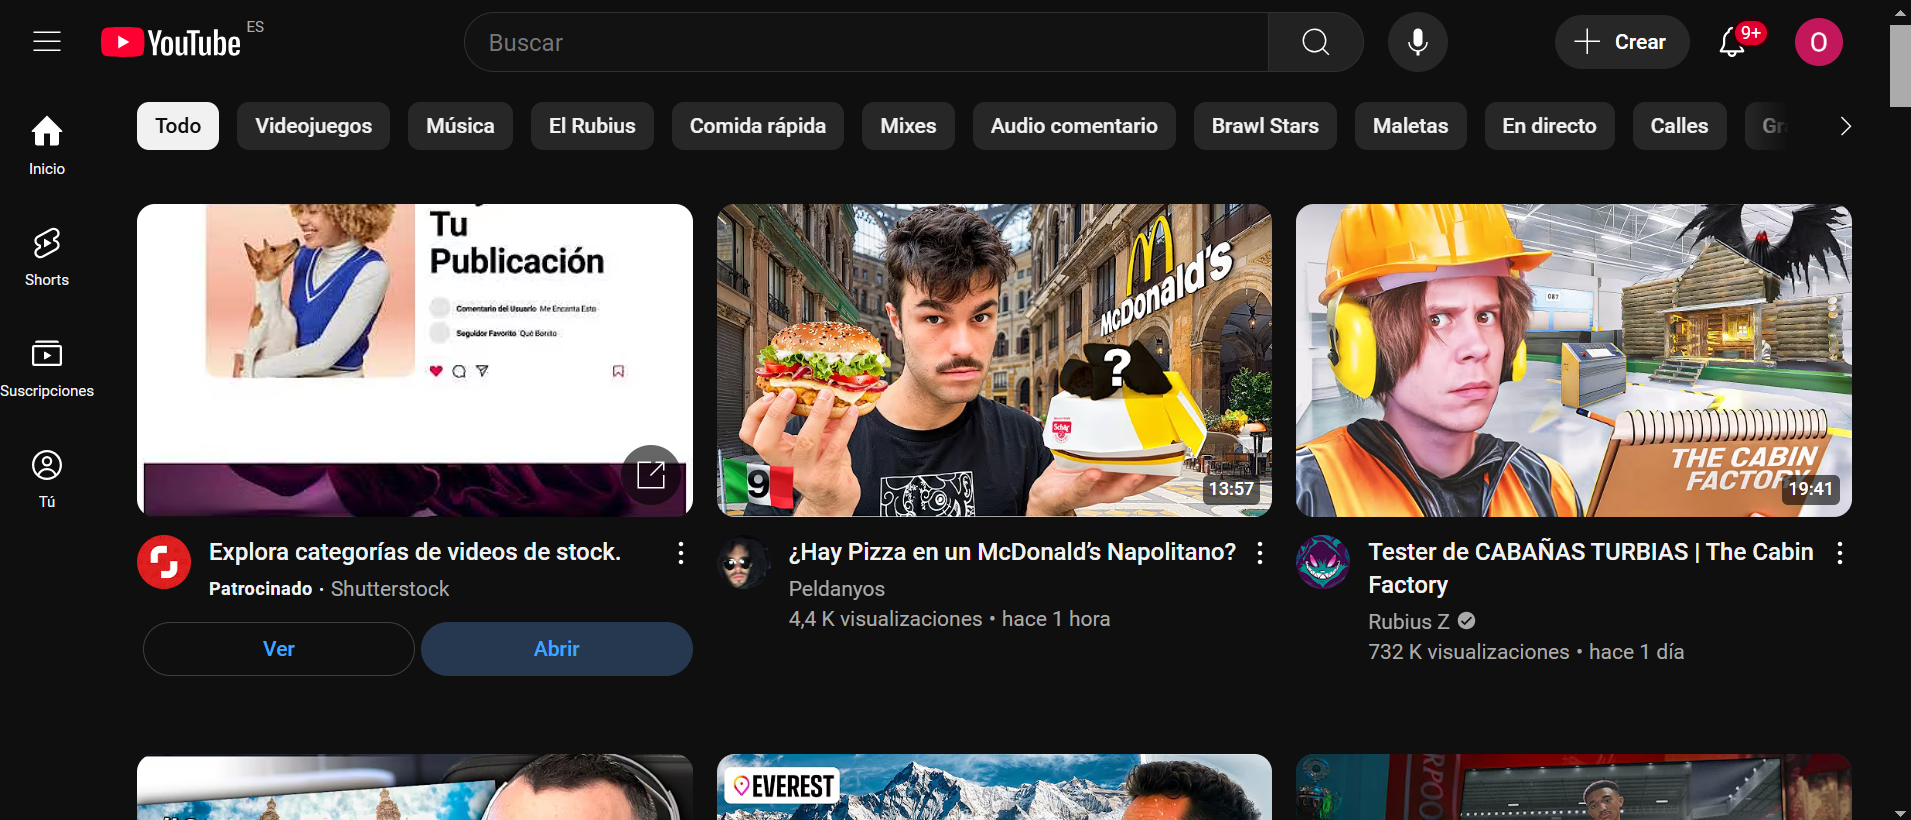 YouTube ES
Buscar
Crear
9+
O
Todo
Videojuegos
Música
El Rubius
Comida rápida
Mixes
Audio comentario
Brawl Stars
Maletas
En directo
Calles
Inicio
Shorts
Suscripciones
Tú
Tu
Publicación
Comentario del Usuario Me Encanta Esto
Seguidor Favorito Qué Bonito
McDonald's
?
Schär
9
13:57
087
THE CABIN
FACTORY
19:41
Explora categorías de videos de stock.
Patrocinado · Shutterstock
Ver
Abrir
¿Hay Pizza en un McDonald’s Napolitano?
Peldanyos
4,4 K visualizaciones • hace 1 hora
Tester de CABAÑAS TURBIAS | The Cabin
Factory
Rubius Z
732 K visualizaciones • hace 1 día
EVEREST